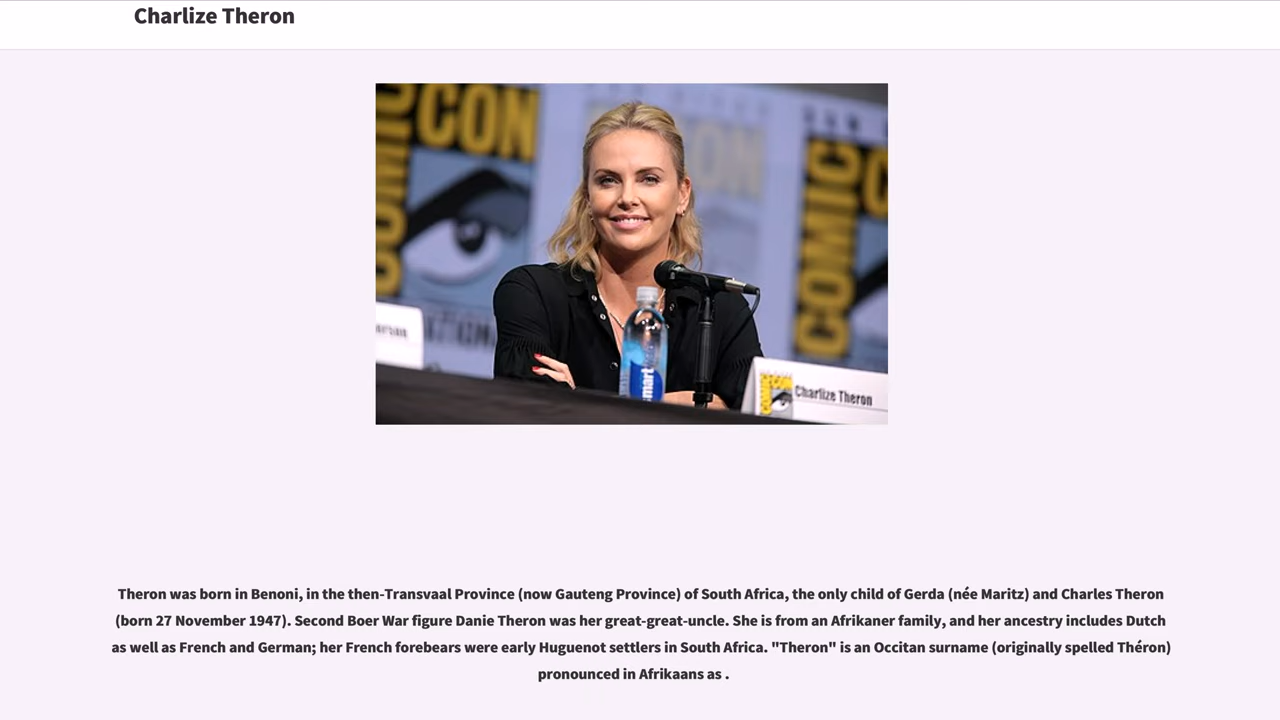 Charlize Theron
COMIC CON
CON
COMIC
smart
Charlize Theron
Theron was born in Benoni, in the then-Transvaal Province (now Gauteng Province) of South Africa, the only child of Gerda (née Maritz) and Charles Theron
(born 27 November 1947). Second Boer War figure Danie Theron was her great-great-uncle. She is from an Afrikaner family, and her ancestry includes Dutch
as well as French and German; her French forebears were early Huguenot settlers in South Africa. "Theron" is an Occitan surname (originally spelled Théron)
pronounced in Afrikaans as .